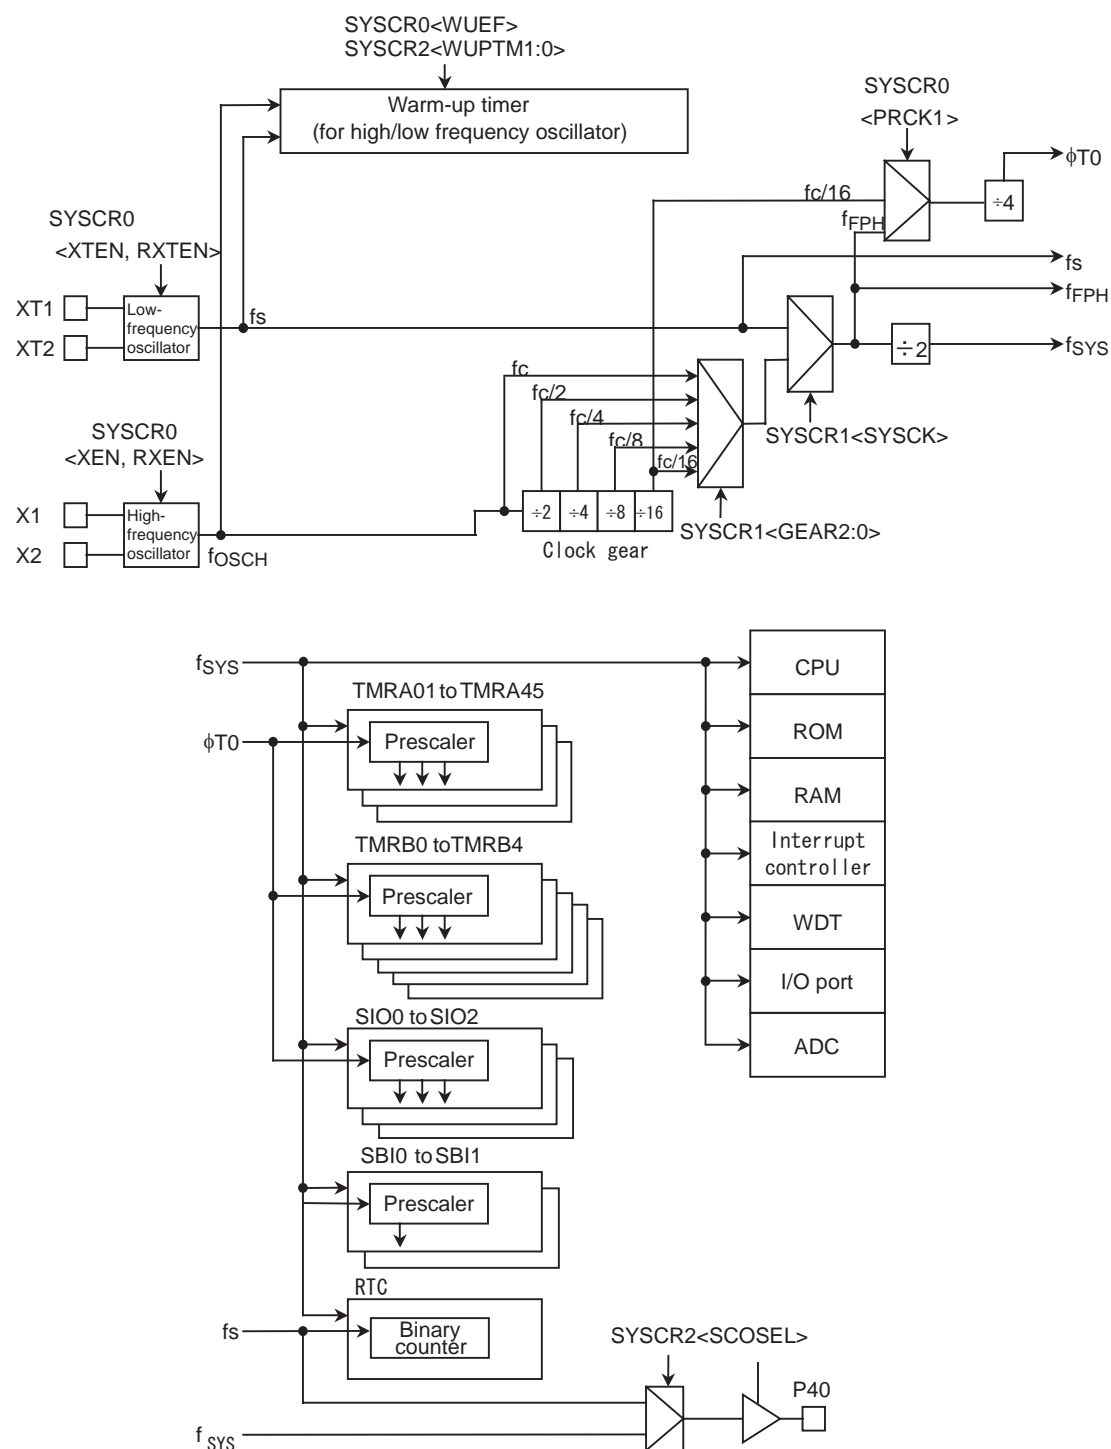 SYSCR0<WUEF>
SYSCR2<WUPTM1:0>
Warm-up timer
(for high/low frequency oscillator)
SYSCR0
<PRCK1>
ϕT0
÷4
fc/16
fFPH
SYSCR0
<XTEN, RXTEN>
fs
fFPH
XT1
XT2
Low-
frequency
oscillator
fs
÷2
fSYS
fc
fc/2
fc/4
fc/8
fc/16
SYSCR1<SYSCK>
SYSCR0
<XEN, RXEN>
X1
X2
High-
frequency
oscillator
fOSCH
÷2
÷4
÷8
÷16
Clock gear
SYSCR1<GEAR2:0>
fSYS
TMRA01 to TMRA45
ϕT0
Prescaler
TMRB0 to TMRB4
Prescaler
SIO0 to SIO2
Prescaler
SBI0 to SBI1
Prescaler
RTC
fs
Binary
counter
CPU
ROM
RAM
Interrupt
controller
WDT
I/O port
ADC
SYSCR2<SCOSEL>
P40
f SYS